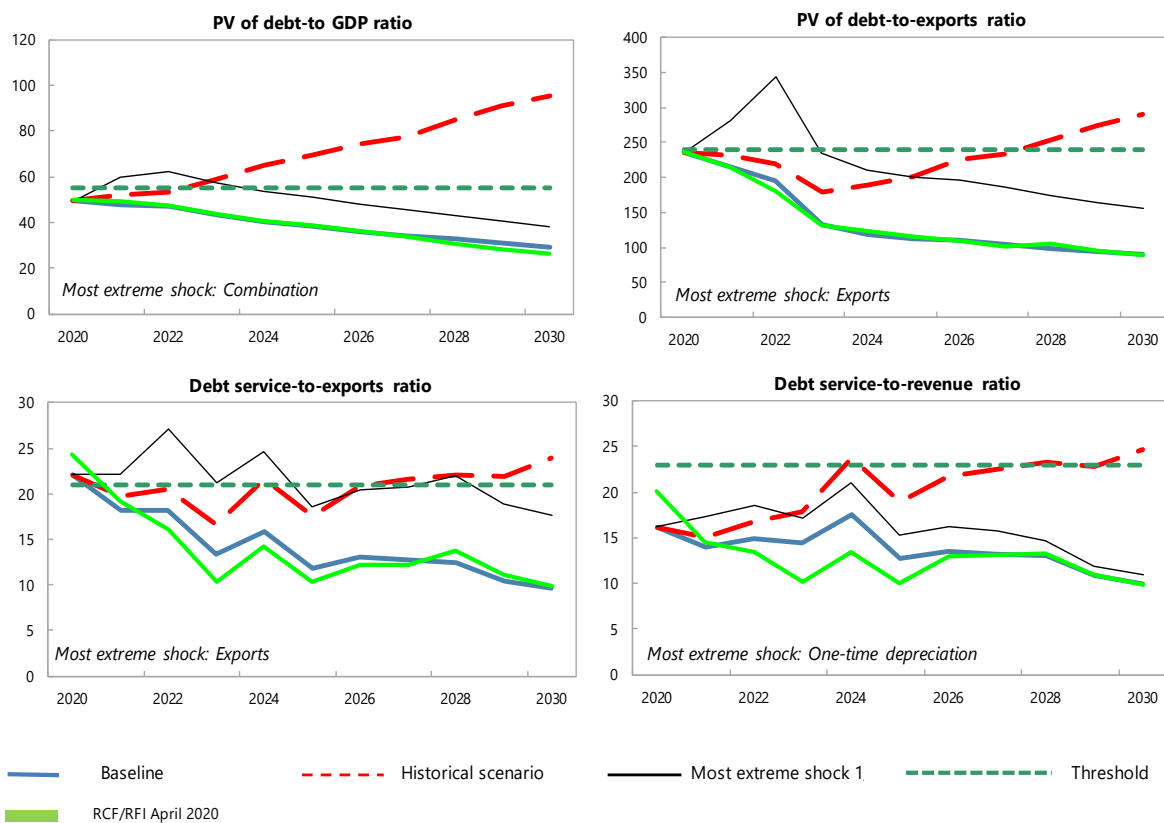 PV of debt-to GDP ratio
120
100
80
60
40
20
0
Most extreme shock: Combination
2020 2022 2024 2026 2028 2030
PV of debt-to-exports ratio
400
350
300
250
200
150
100
50
0
Most extreme shock: Exports
2020 2022 2024 2026 2028 2030
Debt service-to-exports ratio
30
25
20
15
10
5
0
Most extreme shock: Exports
2020 2022 2024 2026 2028 2030
Debt service-to-revenue ratio
30
25
20
15
10
5
0
Most extreme shock: One-time depreciation
2020 2022 2024 2026 2028 2030
Baseline Historical scenario Most extreme shock 1/ Threshold
RCF/RFI April 2020